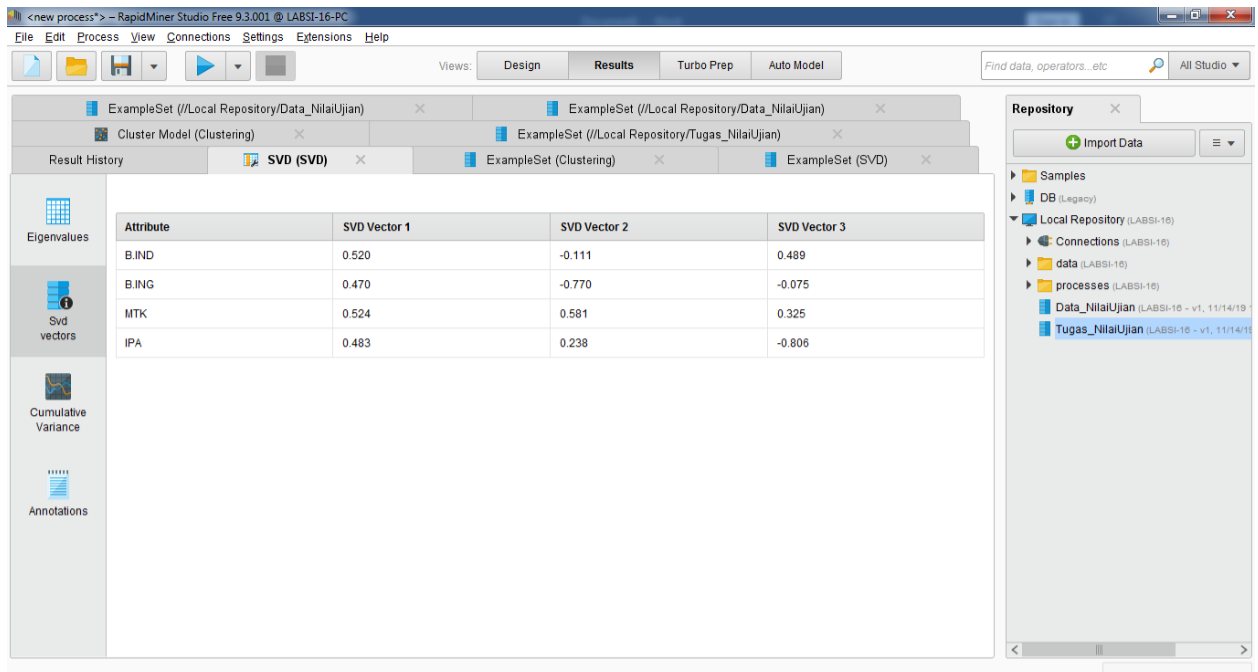 <new process*> – RapidMiner Studio Free 9.3.001 @ LABSI-16-PC
File Edit Process View Connections Settings Extensions Help
Views: Design Results Turbo Prep Auto Model
Find data, operators...etc
All Studio
ExampleSet (//Local Repository/Data_NilaiUjian)
ExampleSet (//Local Repository/Data_NilaiUjian)
Cluster Model (Clustering)
ExampleSet (//Local Repository/Tugas_NilaiUjian)
Result History
SVD (SVD)
ExampleSet (Clustering)
ExampleSet (SVD)
Eigenvalues
Svd
vectors
Cumulative
Variance
Annotations
Attribute SVD Vector 1 SVD Vector 2 SVD Vector 3
B.IND 0.520 -0.111 0.489
B.ING 0.470 -0.770 -0.075
MTK 0.524 0.581 0.325
IPA 0.483 0.238 -0.806
Repository
Import Data
Samples
DB (Legacy)
Local Repository (LABSI-16)
Connections (LABSI-16)
data (LABSI-16)
processes (LABSI-16)
Data_NilaiUjian (LABSI-16 - v1, 11/14/19
Tugas_NilaiUjian (LABSI-16 - v1, 11/14/19